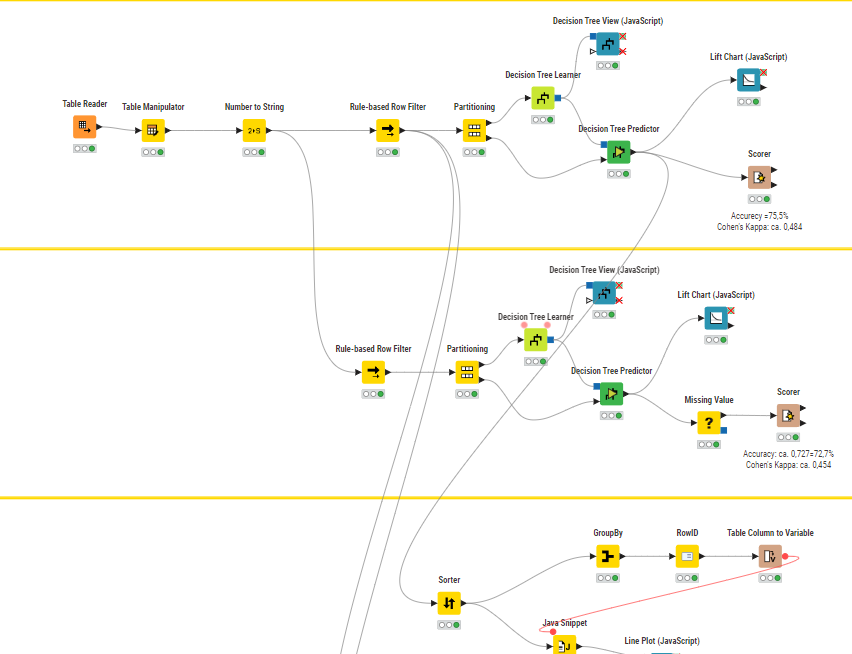 Decision Tree View (JavaScript)
Lift Chart (JavaScript)
Decision Tree Learner
Table Reader
Table Manipulator
Number to String
Rule-based Row Filter
Partitioning
Decision Tree Predictor
Scorer
Accurecy =75,5%
Cohen's Kappa: ca. 0,484
Decision Tree View (JavaScript)
Lift Chart (JavaScript)
Decision Tree Learner
Rule-based Row Filter
Partitioning
Decision Tree Predictor
Missing Value
Scorer
Accuracy: ca. 0,727=72,7%
Cohen's Kappa: ca. 0,454
GroupBy
RowID
Table Column to Variable
Sorter
Java Snippet
Line Plot (JavaScript)